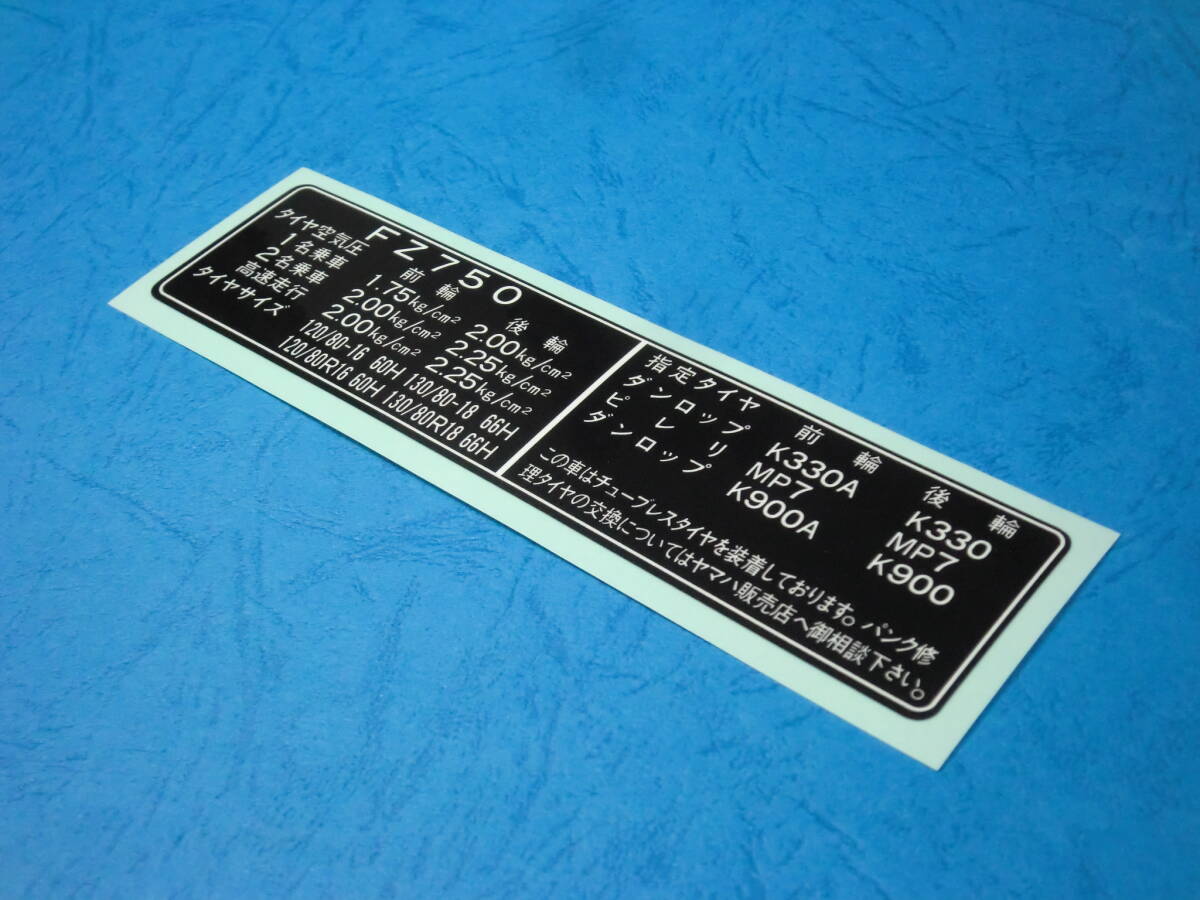 FZ750
タイヤ空気圧 前輪 後輪
1名乗車 1.75kg/cm² 2.00kg/cm²
2名乗車 2.00kg/cm² 2.25kg/cm²
高速走行 2.00kg/cm² 2.25kg/cm²
タイヤサイズ 120/80-16 60H 130/80-18 66H
120/80R16 60H 130/80R18 66H
指定タイヤ 前輪 後輪
ダンロップ K330A K330
ピレリ MP7 MP7
ダンロップ K900A K900
この車はチューブレスタイヤを装着しております。パンク修
理タイヤの交換についてはヤマハ販売店へ御相談下さい。